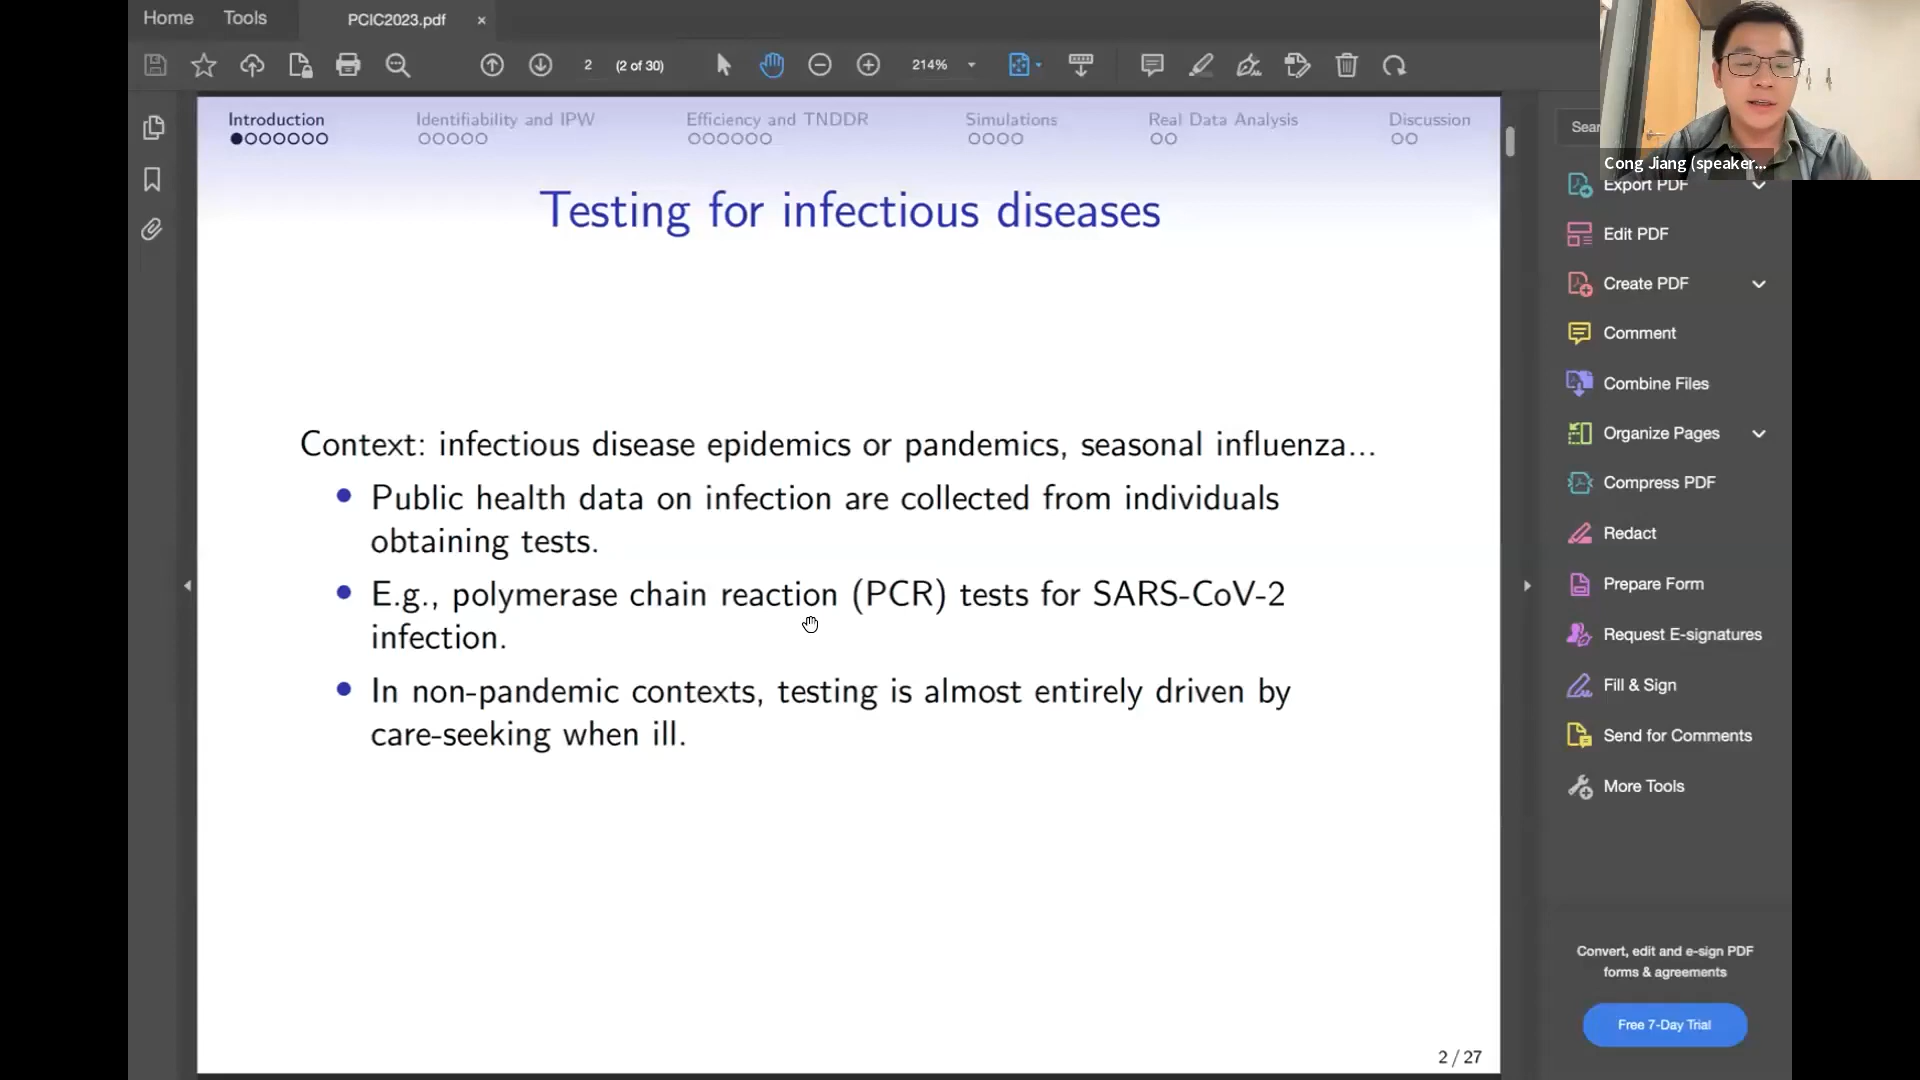 Home Tools PCIC2023.pdf ×
2 (2 of 30) 214%
Introduction Identifiability and IPW Efficiency and TNDDR Simulations Real Data Analysis Discussion
Testing for infectious diseases
Context: infectious disease epidemics or pandemics, seasonal influenza...
• Public health data on infection are collected from individuals
obtaining tests.
• E.g., polymerase chain reaction (PCR) tests for SARS-CoV-2
infection.
• In non-pandemic contexts, testing is almost entirely driven by
care-seeking when ill.
2 / 27
Cong Jiang (speaker...
Export PDF
Edit PDF
Create PDF
Comment
Combine Files
Organize Pages
Compress PDF
Redact
Prepare Form
Request E-signatures
Fill & Sign
Send for Comments
More Tools
Convert, edit and e-sign PDF
forms & agreements
Free 7-Day Trial